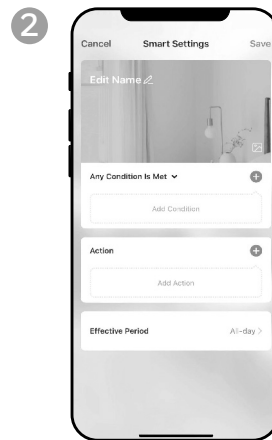 2
Cancel Smart Settings Save
Edit Name
Any Condition Is Met
Add Condition
Action
Add Action
Effective Period All-day >